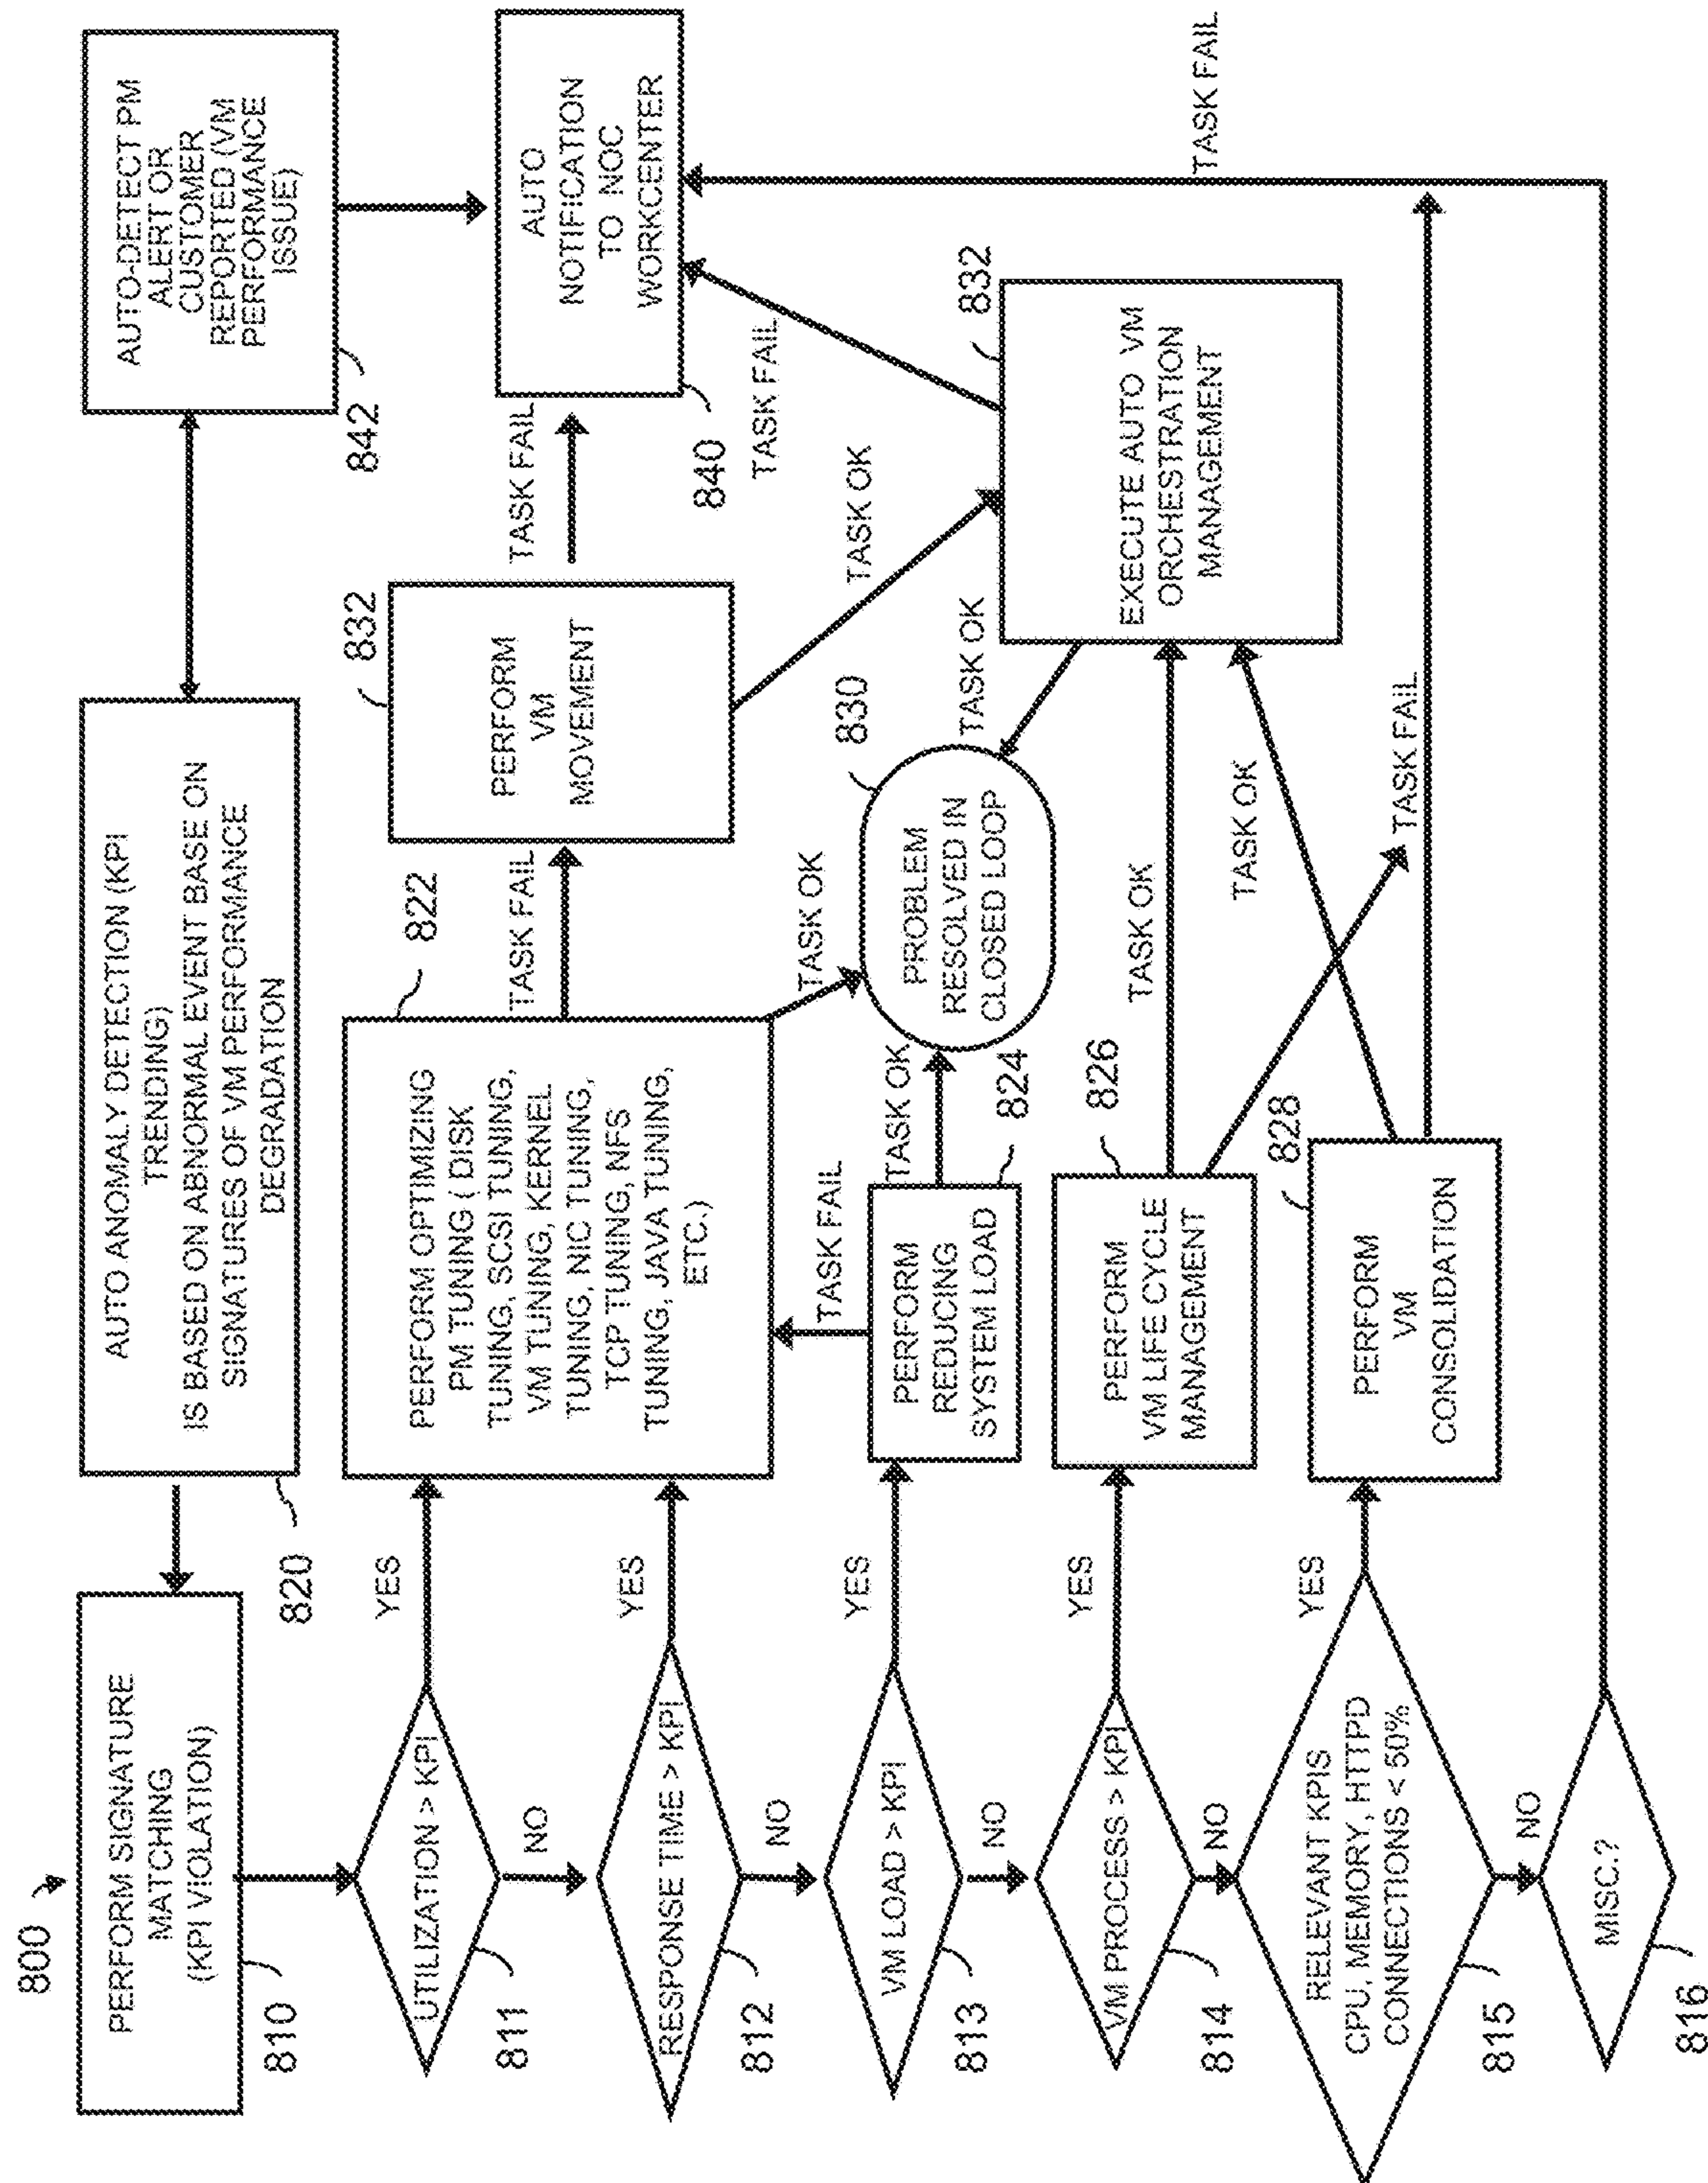 800
PERFORM SIGNATURE
MATCHING
(KPI VIOLATION)
810
AUTO ANOMALY DETECTION (KPI
TRENDING)
IS BASED ON ABNORMAL EVENT BASE ON
SIGNATURES OF VM PERFORMANCE
DEGRADATION
820
AUTO-DETECT PM
ALERT OR
CUSTOMER
REPORTED (VM
PERFORMANCE
ISSUE)
842
UTILIZATION > KPI
811
YES
NO
PERFORM OPTIMIZING
PM TUNING ( DISK
TUNING, SCSI TUNING,
VM TUNING, KERNEL
TUNING, NIC TUNING,
TCP TUNING, NFS
TUNING, JAVA TUNING,
ETC.)
822
TASK FAIL
PERFORM
VM
MOVEMENT
832
TASK FAIL
AUTO
NOTIFICATION
TO NOC
WORKCENTER
840
RESPONSE TIME > KPI
812
YES
NO
TASK OK
TASK OK
TASK FAIL
VM LOAD > KPI
813
YES
NO
TASK FAIL
PERFORM
REDUCING
SYSTEM LOAD
824
TASK OK
PROBLEM
RESOLVED IN
CLOSED LOOP
830
TASK OK
EXECUTE AUTO VM
ORCHESTRATION
MANAGEMENT
832
VM PROCESS > KPI
814
YES
NO
PERFORM
VM LIFE CYCLE
MANAGEMENT
826
TASK OK
TASK FAIL
RELEVANT KPIS
CPU, MEMORY, HTTPD
CONNECTIONS < 50%
815
YES
NO
PERFORM
VM
CONSOLIDATION
828
TASK OK
TASK FAIL
MISC.?
816